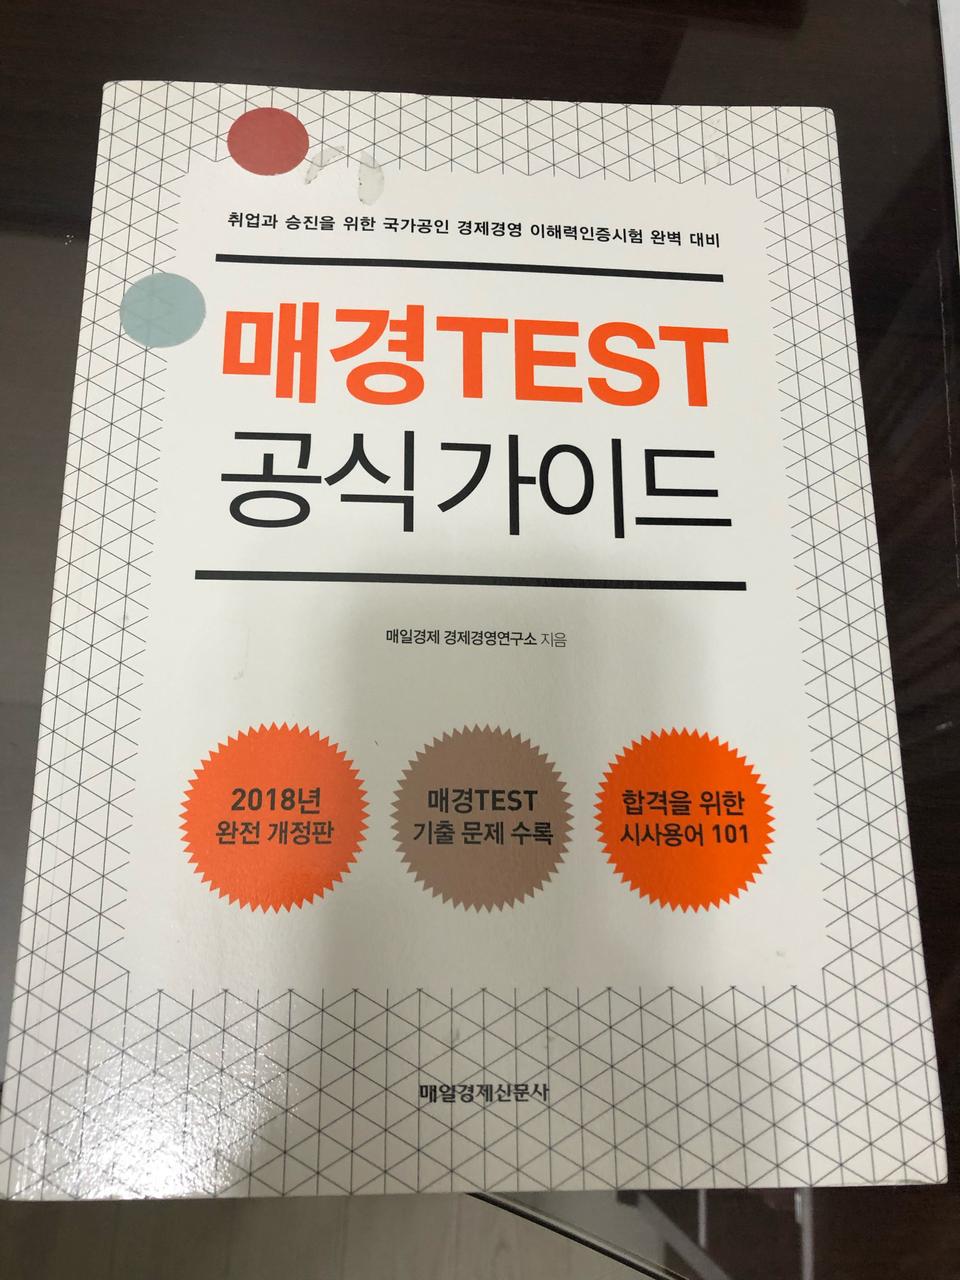 취업과 승진을 위한 국가공인 경제경영 이해력인증시험 완벽 대비
매경TEST
공식 가이드
매일경제 경제경영연구소 지음
2018년
완전 개정판
매경TEST
기출 문제 수록
합격을 위한
시사용어 101
매일경제신문사